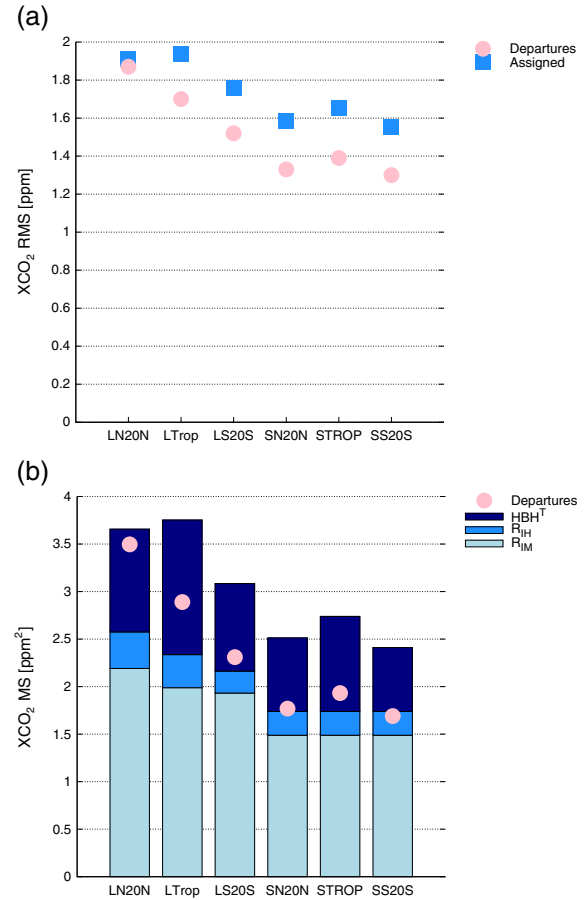 (a)
2
1.8
1.6
1.4
1.2
1
0.8
0.6
0.4
0.2
0
XCO₂ RMS [ppm]
LN20N LTrop LS20S SN20N STROP SS20S
Departures
Assigned
(b)
4
3.5
3
2.5
2
1.5
1
0.5
0
XCO₂ MS [ppm²]
LN20N LTrop LS20S SN20N STROP SS20S
Departures
HBHᵀ
R_IH
R_IM